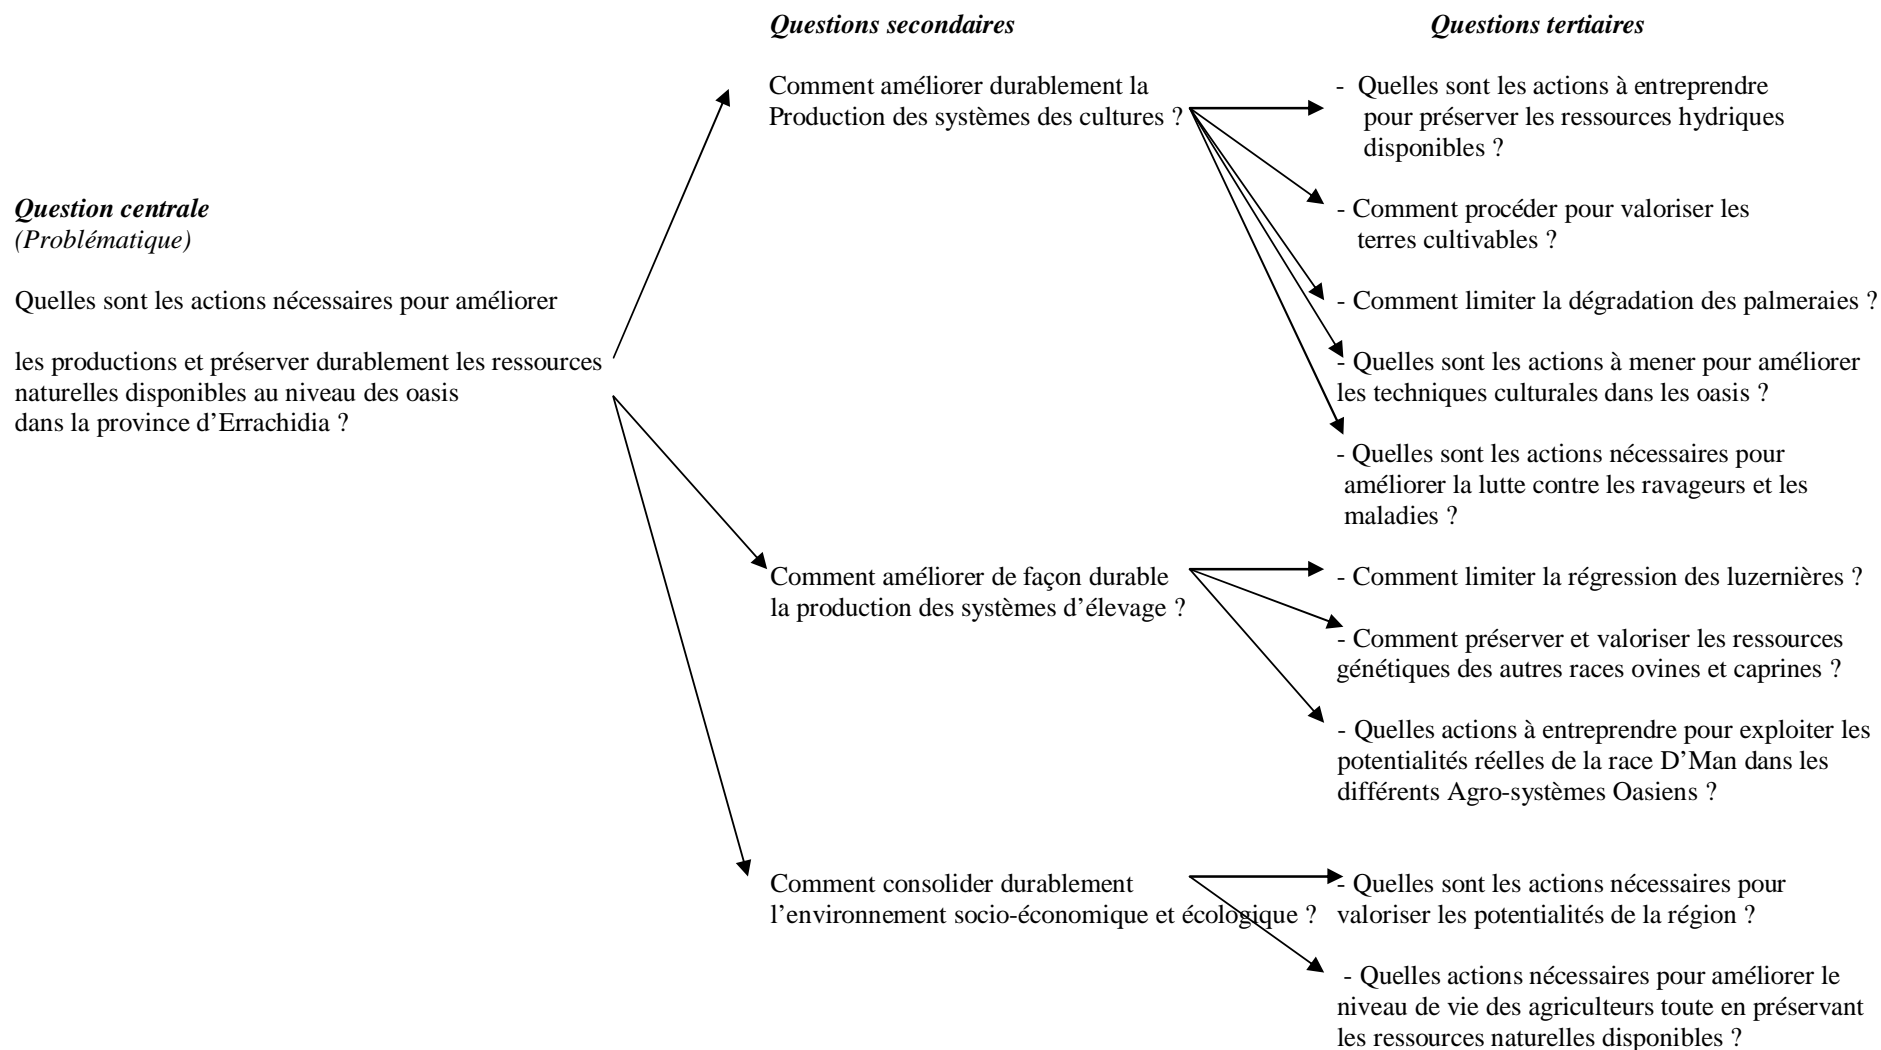 Questions secondaires
Questions tertiaires
Question centrale
(Problématique)
Quelles sont les actions nécessaires pour améliorer
les productions et préserver durablement les ressources
naturelles disponibles au niveau des oasis
dans la province d’Errachidia ?
Comment améliorer durablement la
Production des systèmes des cultures ?
- Quelles sont les actions à entreprendre
pour préserver les ressources hydriques
disponibles ?
- Comment procéder pour valoriser les
terres cultivables ?
- Comment limiter la dégradation des palmeraies ?
- Quelles sont les actions à mener pour améliorer
les techniques culturales dans les oasis ?
- Quelles sont les actions nécessaires pour
améliorer la lutte contre les ravageurs et les
maladies ?
Comment améliorer de façon durable
la production des systèmes d’élevage ?
- Comment limiter la régression des luzernières ?
- Comment préserver et valoriser les ressources
génétiques des autres races ovines et caprines ?
- Quelles actions à entreprendre pour exploiter les
potentialités réelles de la race D’Man dans les
différents Agro-systèmes Oasiens ?
Comment consolider durablement
l’environnement socio-économique et écologique ?
- Quelles sont les actions nécessaires pour
valoriser les potentialités de la région ?
- Quelles actions nécessaires pour améliorer le
niveau de vie des agriculteurs toute en préservant
les ressources naturelles disponibles ?